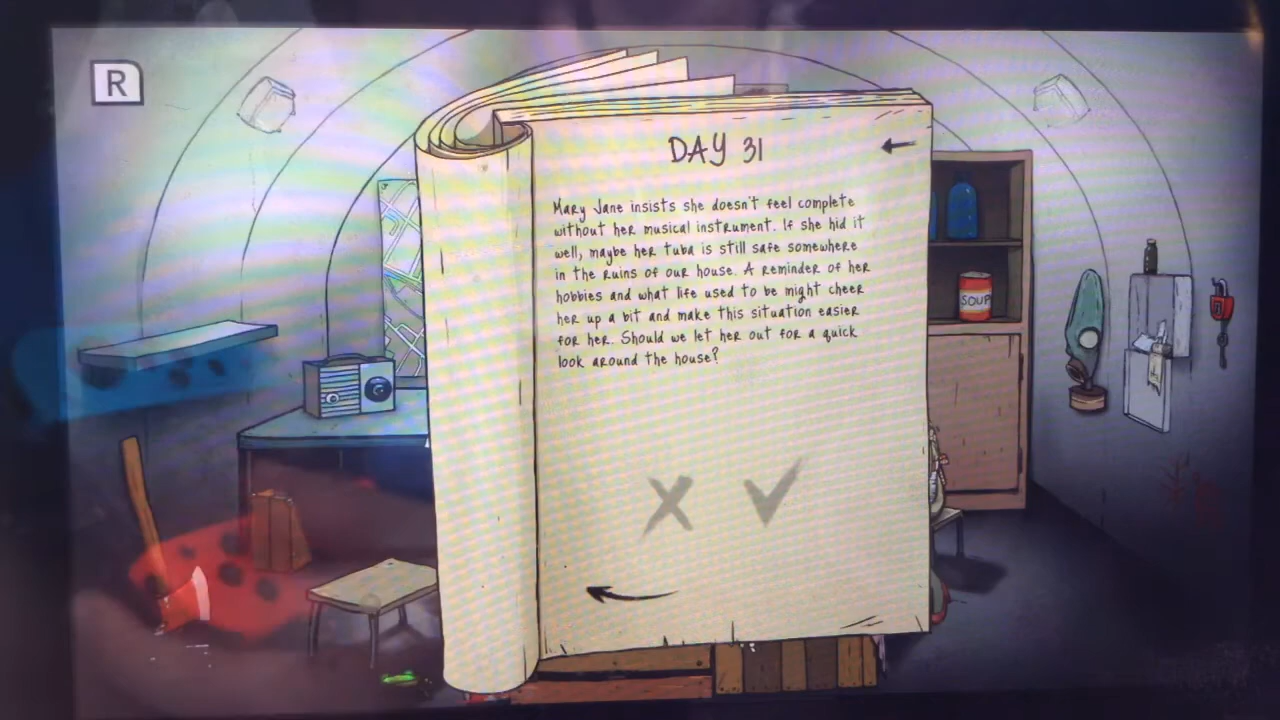 R
DAY 31
Mary Jane insists she doesn't feel complete
without her musical instrument. If she hid it
well, maybe her tuba is still safe somewhere
in the ruins of our house. A reminder of her
hobbies and what life used to be might cheer
her up a bit and make this situation easier
for her. Should we let her out for a quick
look around the house?
SOUP